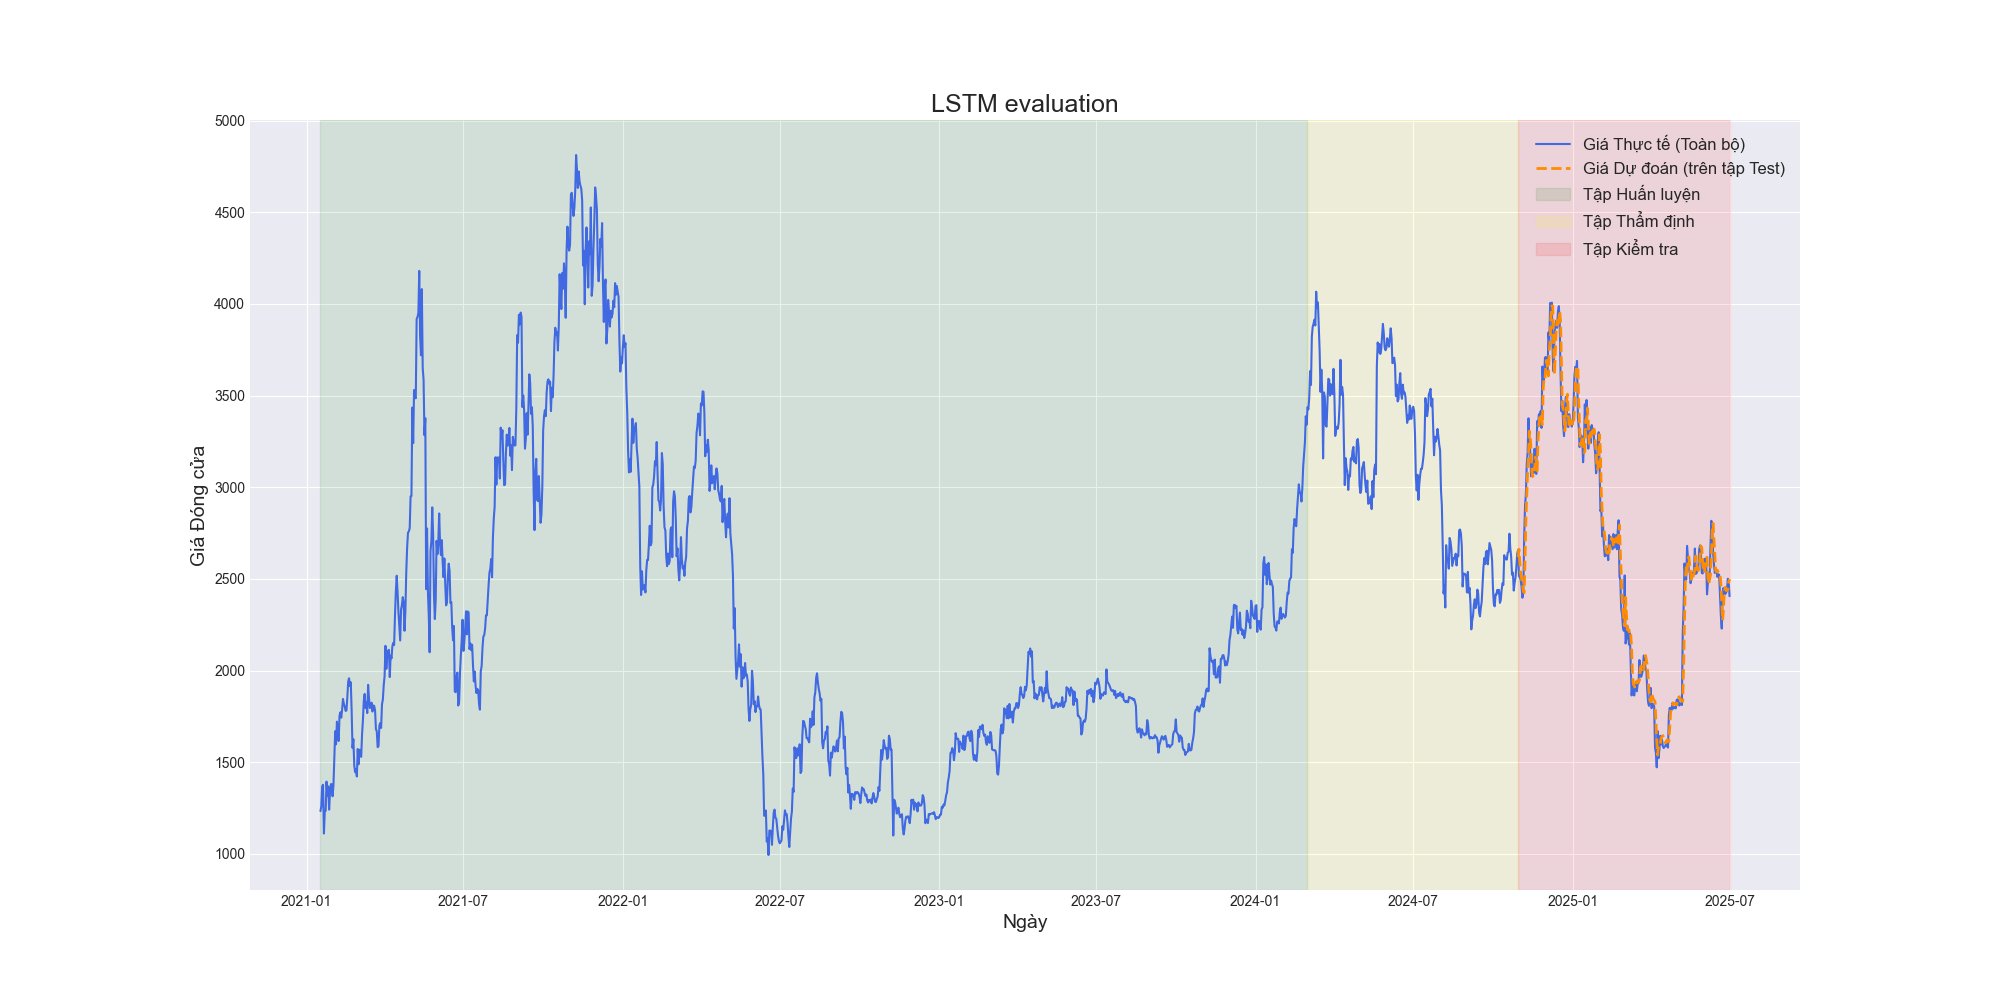 LSTM evaluation
5000
4500
4000
3500
3000
2500
2000
1500
1000
Giá Đóng cửa
Giá Thực tế (Toàn bộ)
Giá Dự đoán (trên tập Test)
Tập Huấn luyện
Tập Thẩm định
Tập Kiểm tra
2021-01
2021-07
2022-01
2022-07
2023-01
2023-07
2024-01
2024-07
2025-01
2025-07
Ngày